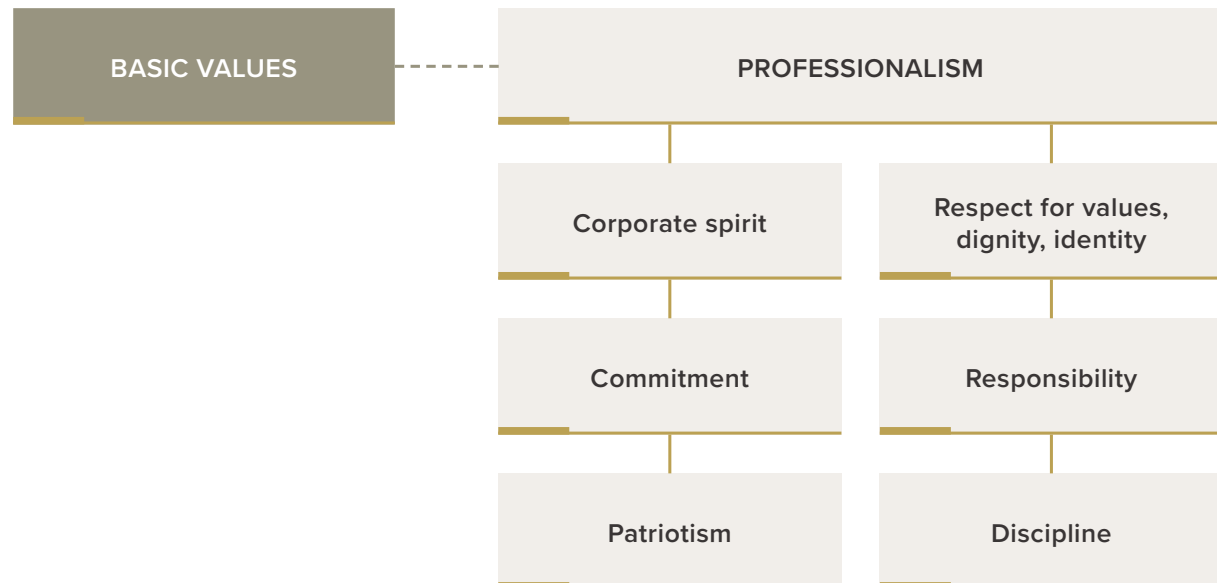 BASIC VALUES
PROFESSIONALISM
Corporate spirit
Respect for values,
dignity, identity
Commitment
Responsibility
Patriotism
Discipline